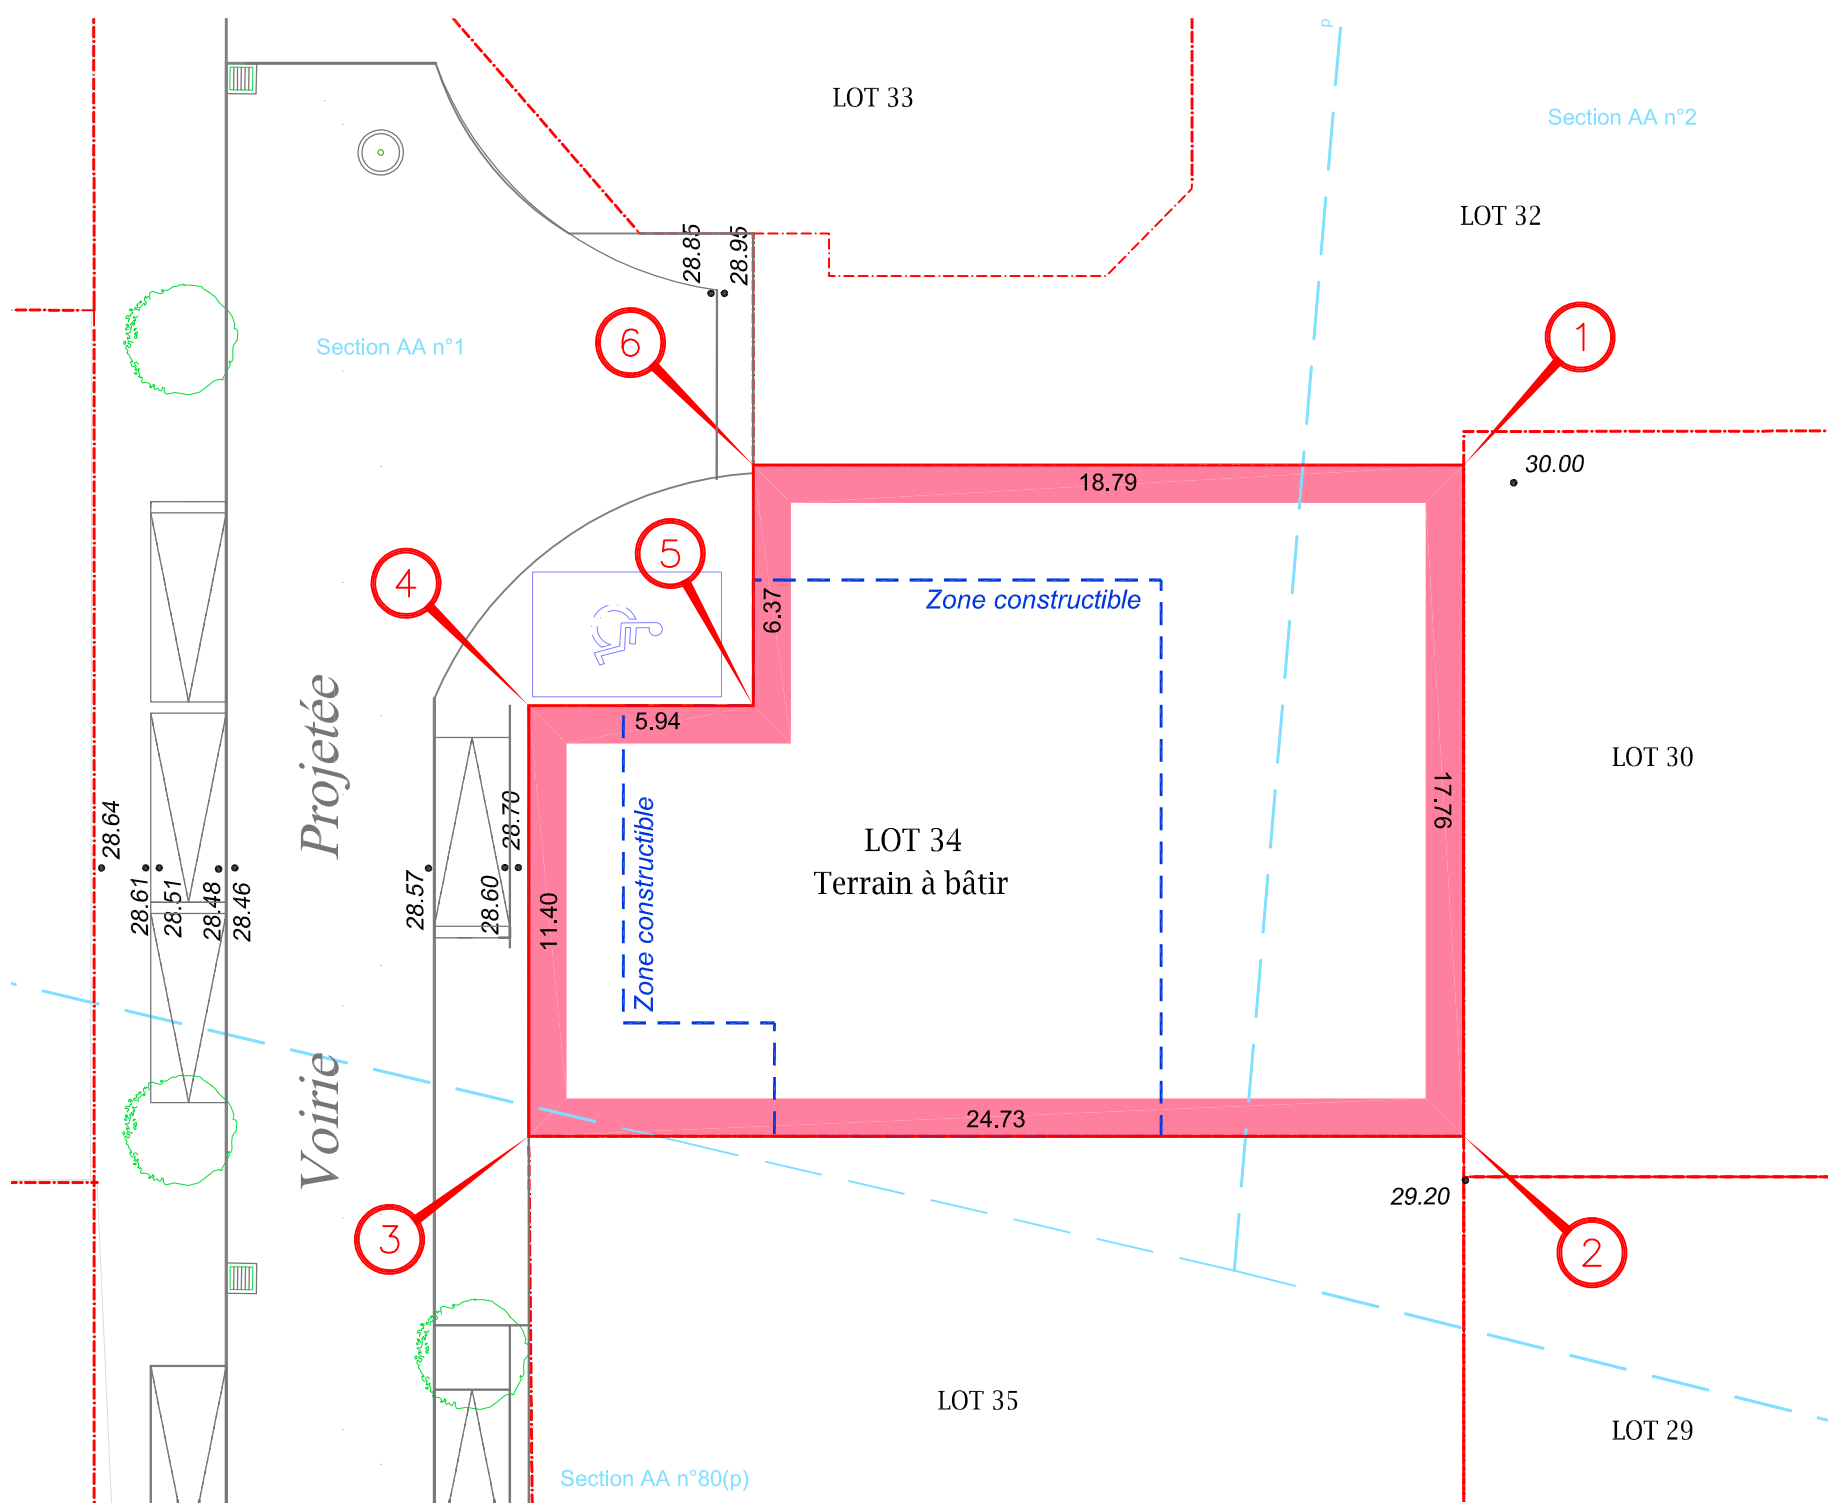 p
LOT 33
Section AA n°2
LOT 32
28.85
28.95
6
1
Section AA n°1
30.00
18.79
5
4
6.37
Zone constructible
5.94
Voirie Projetée
LOT 30
17.76
28.64
28.61
28.51
28.48
28.46
28.57
28.60
28.70
11.40
Zone constructible
LOT 34
Terrain à bâtir
24.73
29.20
3
2
LOT 35
LOT 29
Section AA n°80(p)